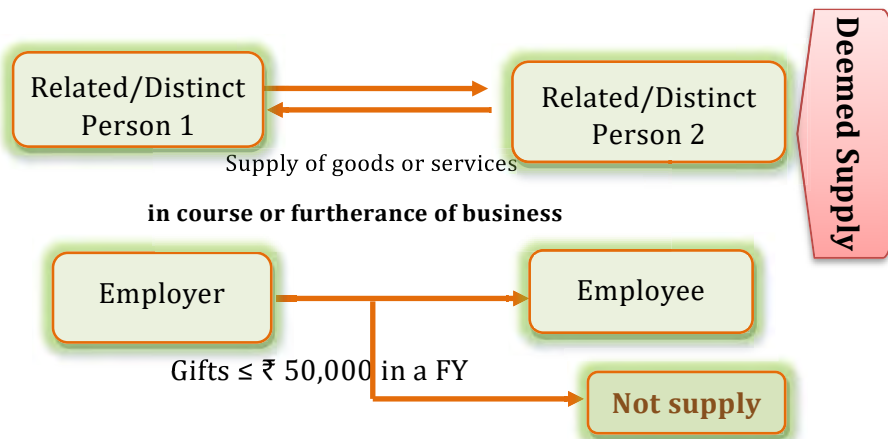 Related/Distinct
Person 1
Related/Distinct
Person 2
Deemed Supply
Supply of goods or services
in course or furtherance of business
Employer
Employee
Gifts ≤ ₹ 50,000 in a FY
Not supply